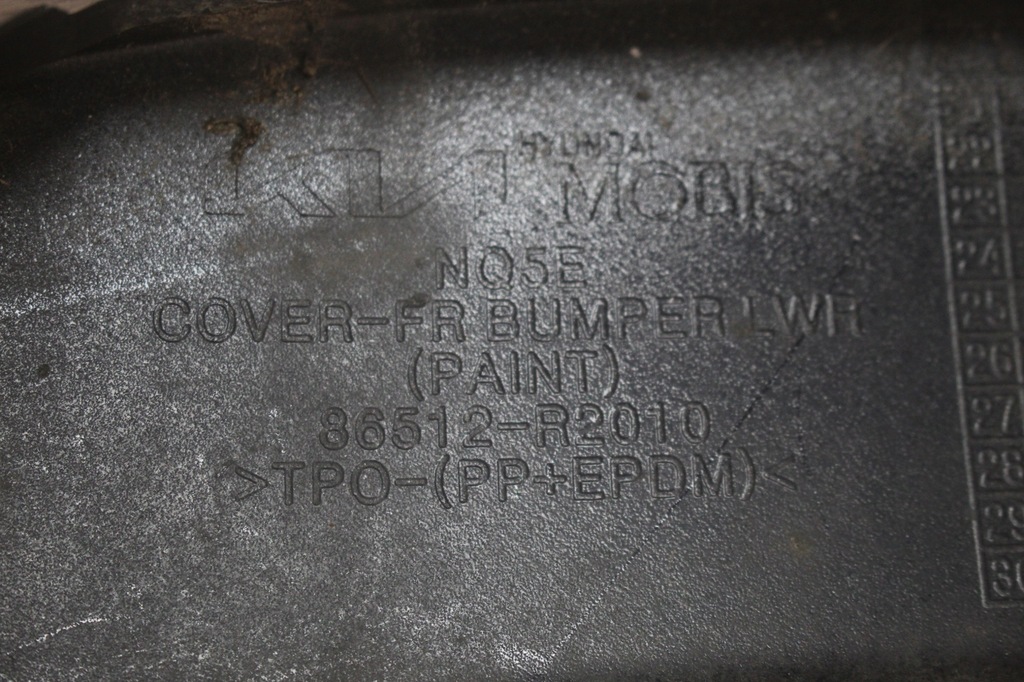 KIA HYUNDAI MOBIS
NQ5E
COVER-FR BUMPER LWR
(PAINT)
86512-R2010
>TPO-(PP+EPDM)<
22
23
24
25
26
27
28
29
30